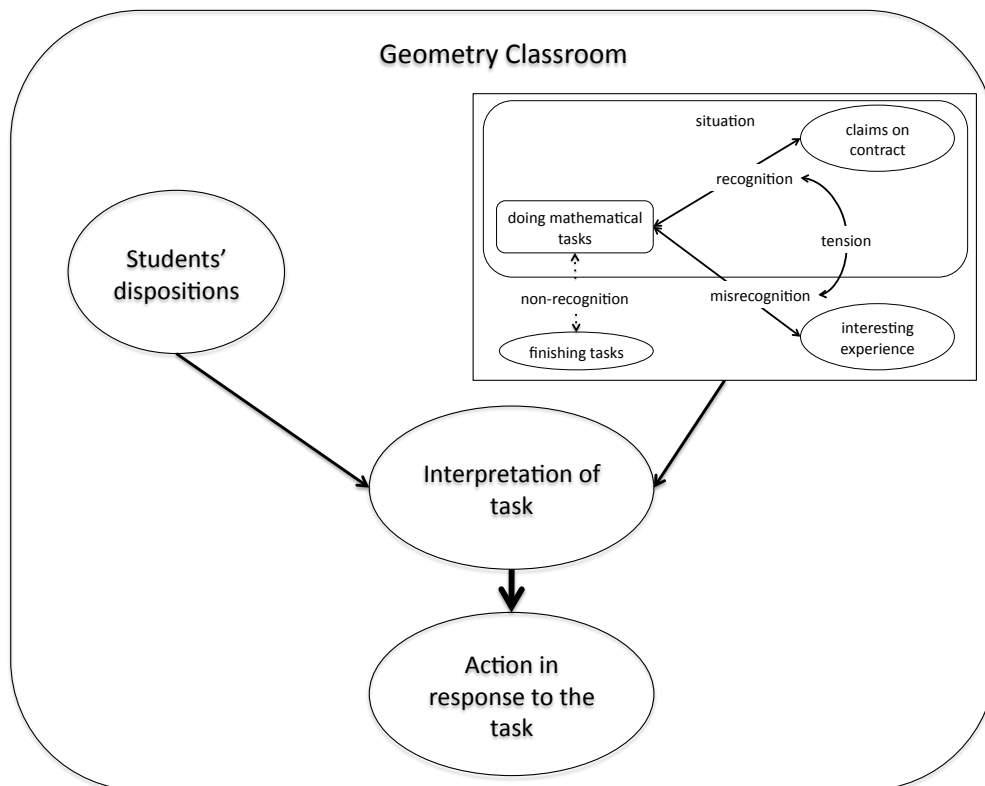 Geometry Classroom
situation
claims on
contract
recognition
doing mathematical
tasks
tension
non-recognition
misrecognition
finishing tasks
interesting
experience
Students’
dispositions
Interpretation of
task
Action in
response to the
task